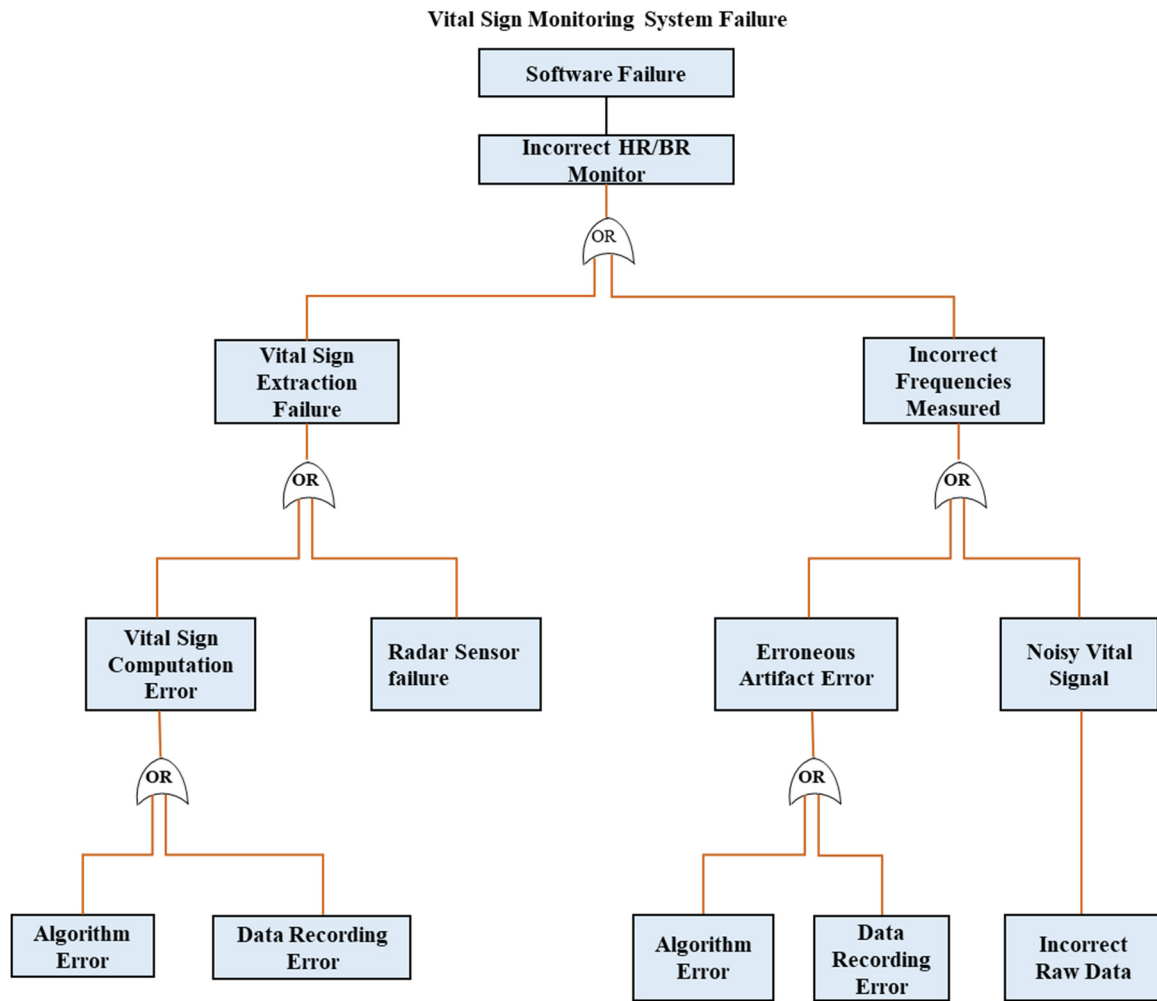 Vital Sign Monitoring System Failure
Software Failure
Incorrect HR/BR
Monitor
OR
Vital Sign
Extraction
Failure
Incorrect
Frequencies
Measured
OR
OR
Vital Sign
Computation
Error
Radar Sensor
failure
Erroneous
Artifact Error
Noisy Vital
Signal
OR
OR
Algorithm
Error
Data Recording
Error
Algorithm
Error
Data
Recording
Error
Incorrect
Raw Data